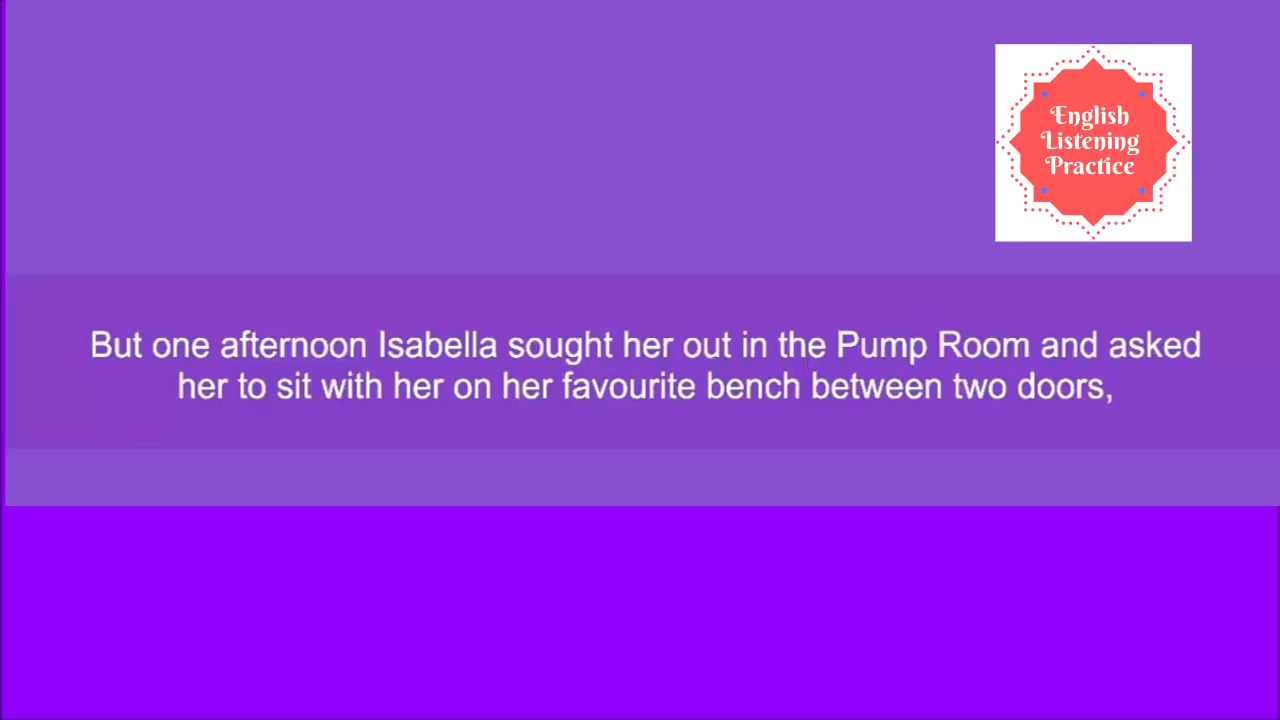 English
Listening
Practice
But one afternoon Isabella sought her out in the Pump Room and asked
her to sit with her on her favourite bench between two doors,